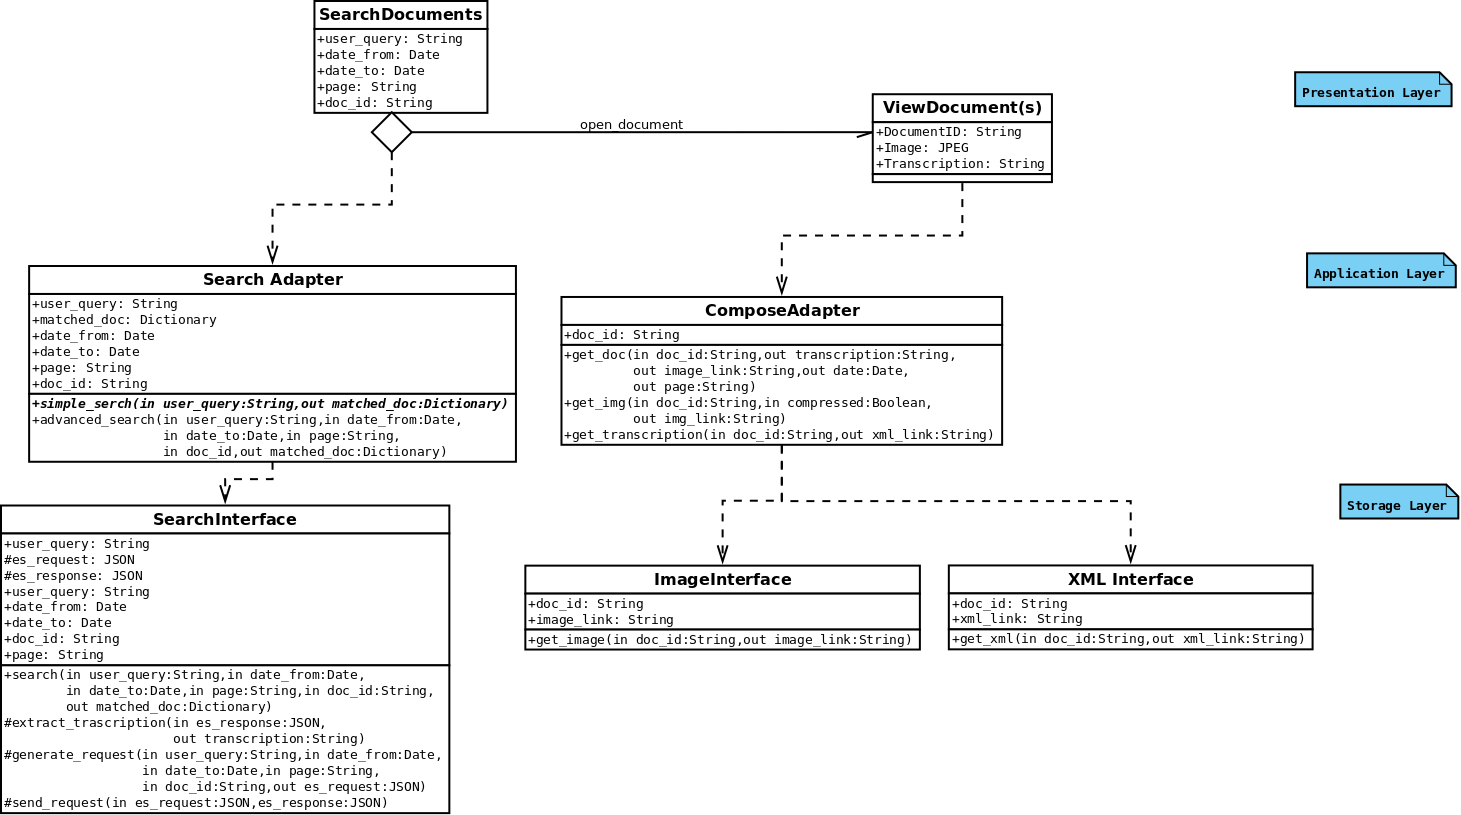 SearchDocuments
+user_query: String
+date_from: Date
+date_to: Date
+page: String
+doc_id: String
open document
ViewDocument(s)
+DocumentID: String
+Image: JPEG
+Transcription: String
Presentation Layer
Search Adapter
+user_query: String
+matched_doc: Dictionary
+date_from: Date
+date_to: Date
+page: String
+doc_id: String
+simple_serch(in user_query:String,out matched_doc:Dictionary)
+advanced_search(in user_query:String,in date_from:Date,
in date_to:Date,in page:String,
in doc_id,out matched_doc:Dictionary)
ComposeAdapter
+doc_id: String
+get_doc(in doc_id:String,out transcription:String,
out image_link:String,out date:Date,
out page:String)
+get_img(in doc_id:String,in compressed:Boolean,
out img_link:String)
+get_transcription(in doc_id:String,out xml_link:String)
Application Layer
SearchInterface
+user_query: String
#es_request: JSON
#es_response: JSON
+user_query: String
+date_from: Date
+date_to: Date
+doc_id: String
+page: String
+search(in user_query:String,in date_from:Date,
in date_to:Date,in page:String,in doc_id:String,
out matched_doc:Dictionary)
#extract_trascription(in es_response:JSON,
out transcription:String)
#generate_request(in user_query:String,in date_from:Date,
in date_to:Date,in page:String,
in doc_id:String,out es_request:JSON)
#send_request(in es_request:JSON,es_response:JSON)
ImageInterface
+doc_id: String
+image_link: String
+get_image(in doc_id:String,out image_link:String)
XML Interface
+doc_id: String
+xml_link: String
+get_xml(in doc_id:String,out xml_link:String)
Storage Layer